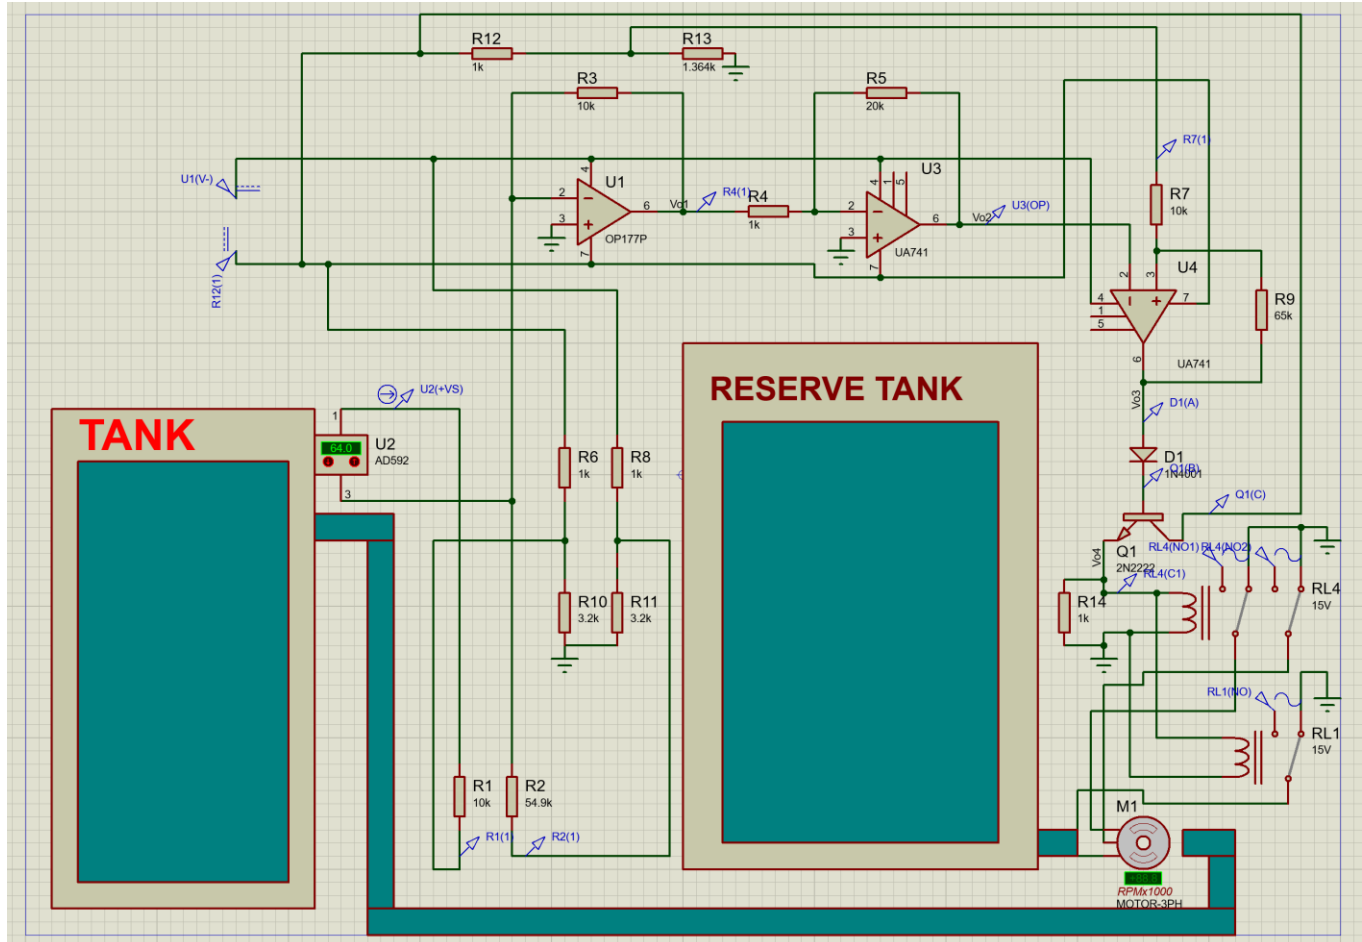 R12
1k
R13
1.364k
R3
10k
R5
20k
U1(V-)
R12(1)
4
U1
2
3
6
7
OP177P
Vo1
R4(1)
R4
1k
U3
4
1
5
2
3
6
7
UA741
Vo2
U3(OP)
R7(1)
R7
10k
U4
2
3
4
1
5
7
6
UA741
R9
65k
Vo3
D1(A)
D1
1N4001
Q1(B)
Q1(C)
Q1
2N2222
Vo4
RL4(NO1)
RL4(NO2)
RL4(C1)
RL4
15V
R14
1k
RL1(NO)
RL1
15V
M1
RPMx1000
MOTOR-3PH
RESERVE TANK
TANK
1
64.0
U2
AD592
3
U2(+VS)
R6
1k
R8
1k
R10
3.2k
R11
3.2k
R1
10k
R2
54.9k
R1(1)
R2(1)